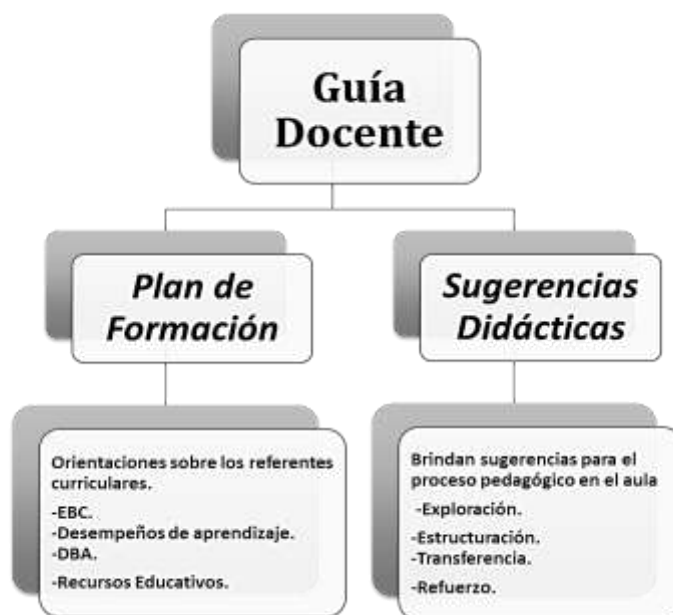 Guía
Docente
Plan de
Formación
Sugerencias
Didácticas
Orientaciones sobre los referentes
curriculares.
-EBC.
-Desempeños de aprendizaje.
-DBA.
-Recursos Educativos.
Brindan sugerencias para el
proceso pedagógico en el aula
-Exploración.
-Estructuración.
-Transferencia.
-Refuerzo.